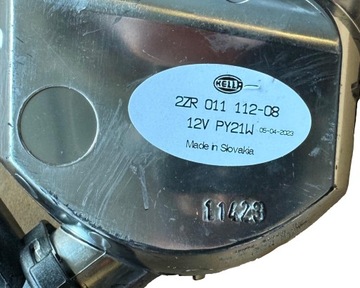 HELLA
2ZR 011 112-08
12V PY21W 05-04-2023
Made in Slovakia
11423